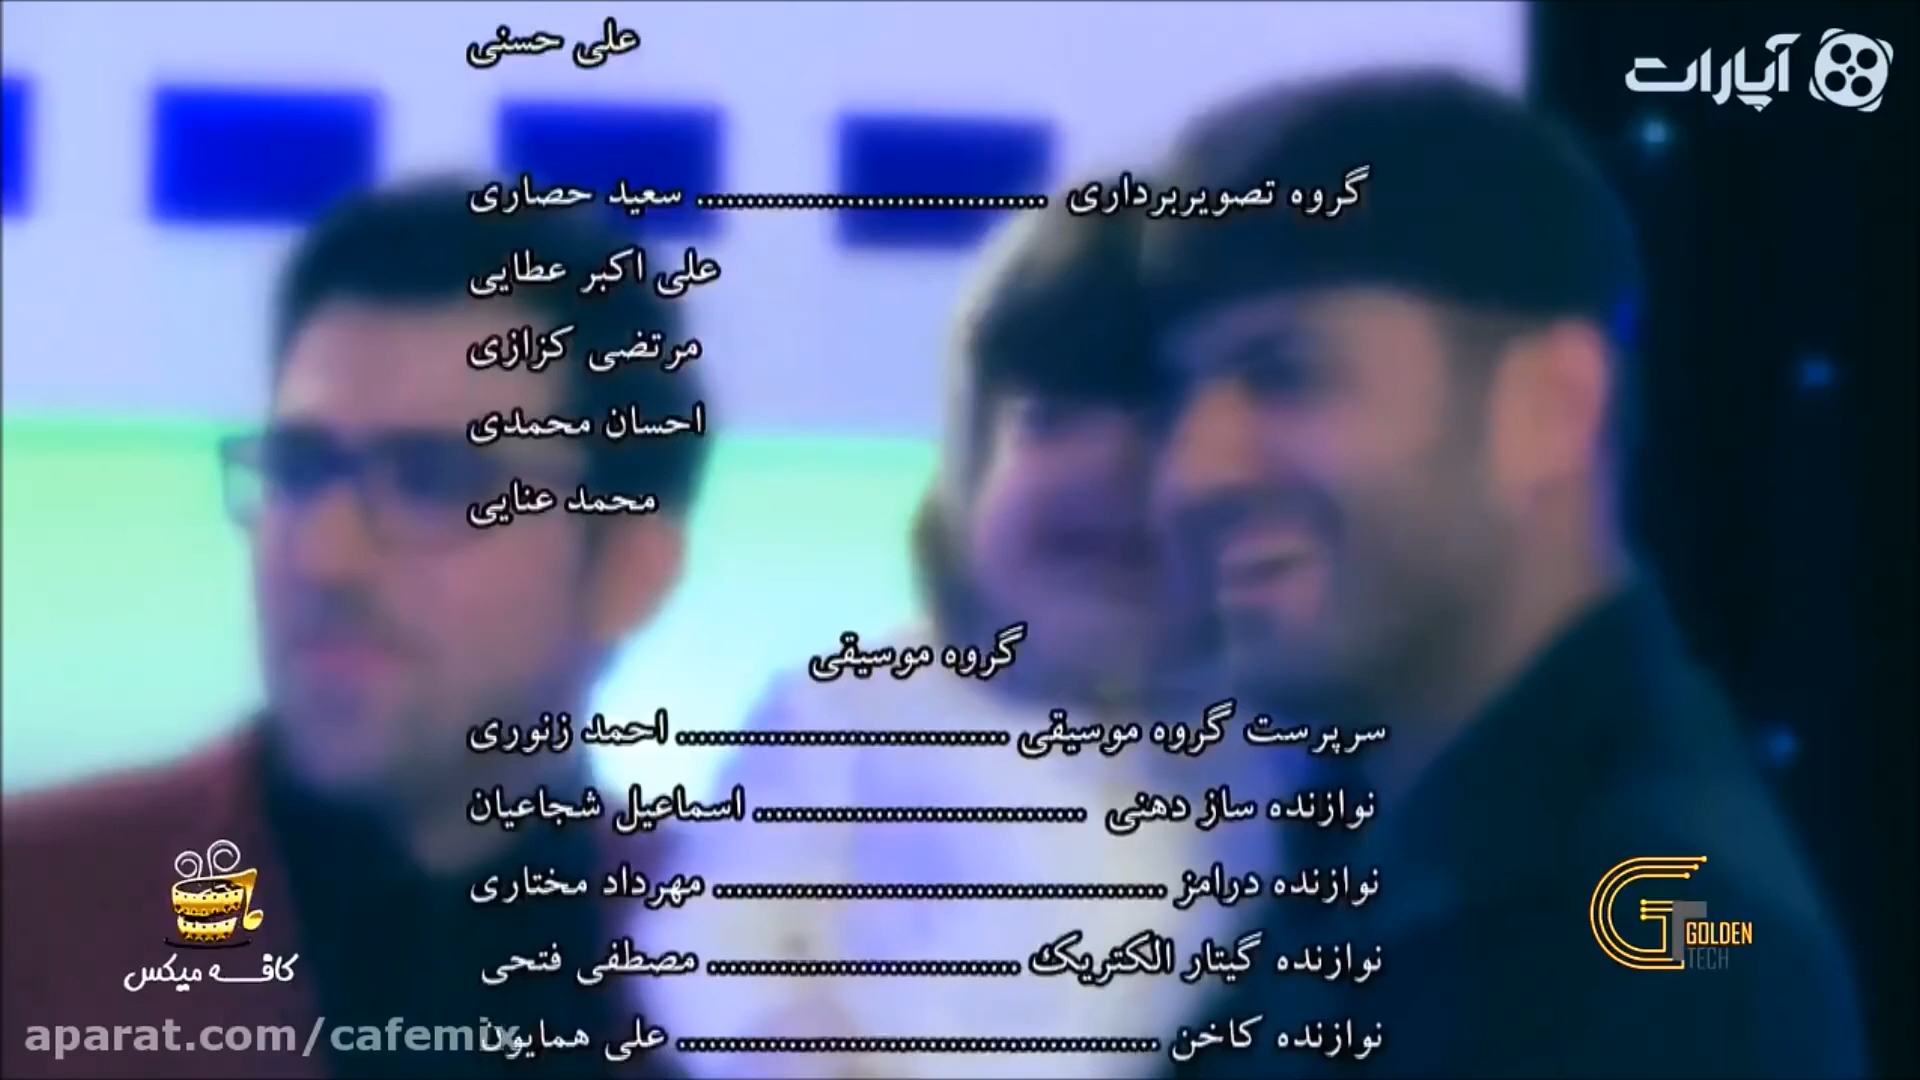 علی حسنی
آپارات
گروه تصویربرداری .................................. سعید حصاری
علی اکبر عطایی
مرتضی کزازی
احسان محمدی
محمد عنایی
گروه موسیقی
سرپرست گروه موسیقی ................................ احمد زنوری
نوازنده ساز دهنی ................................ اسماعیل شجاعیان
نوازنده درامز ............................................ مهرداد مختاری
نوازنده گیتار الکتریک .............................. مصطفی فتحی
نوازنده کاخن ............................................... علی همایون
GOLDEN
TECH
کافه میکس
aparat.com/cafemix